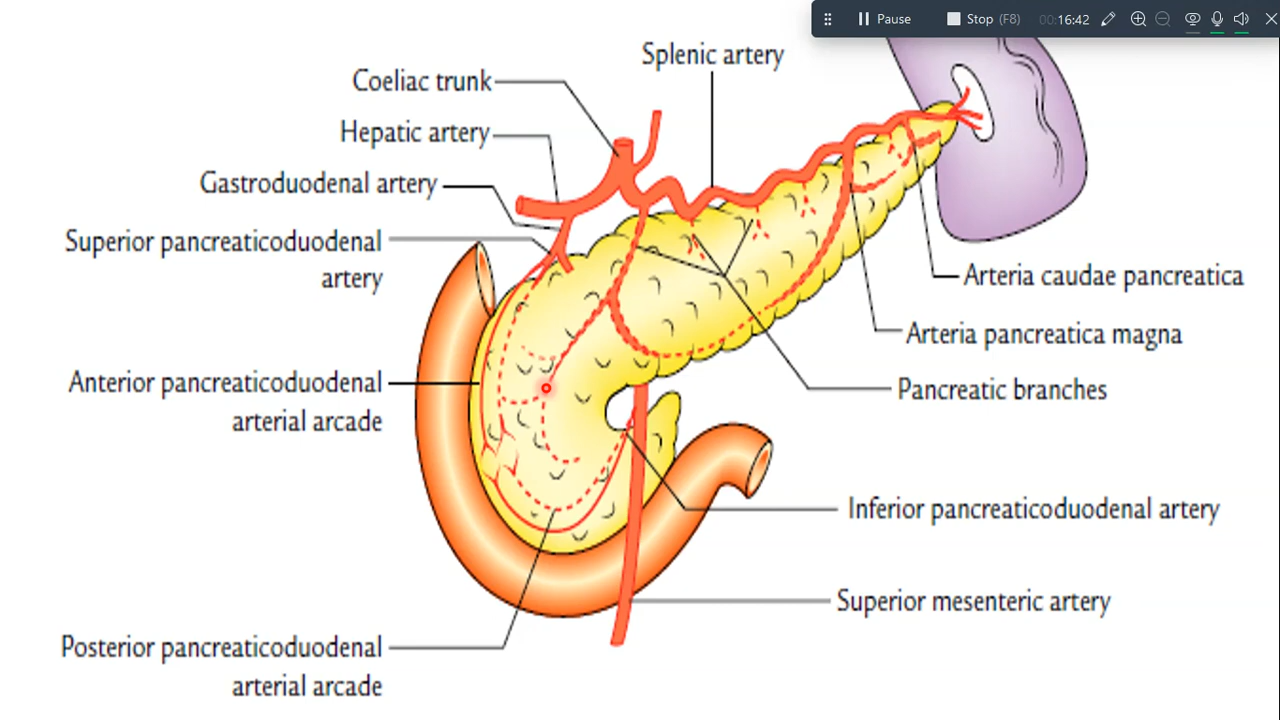 Pause
Stop (F8)
00:16:42
Splenic artery
Coeliac trunk
Hepatic artery
Gastroduodenal artery
Superior pancreaticoduodenal
artery
Arteria caudae pancreatica
Arteria pancreatica magna
Anterior pancreaticoduodenal
arterial arcade
Pancreatic branches
Inferior pancreaticoduodenal artery
Superior mesenteric artery
Posterior pancreaticoduodenal
arterial arcade